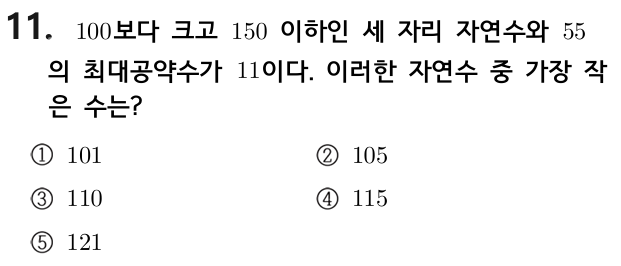 11. 100보다 크고 150 이하인 세 자리 자연수와 55
의 최대공약수가 11이다. 이러한 자연수 중 가장 작
은 수는?
① 101 ② 105
③ 110 ④ 115
⑤ 121